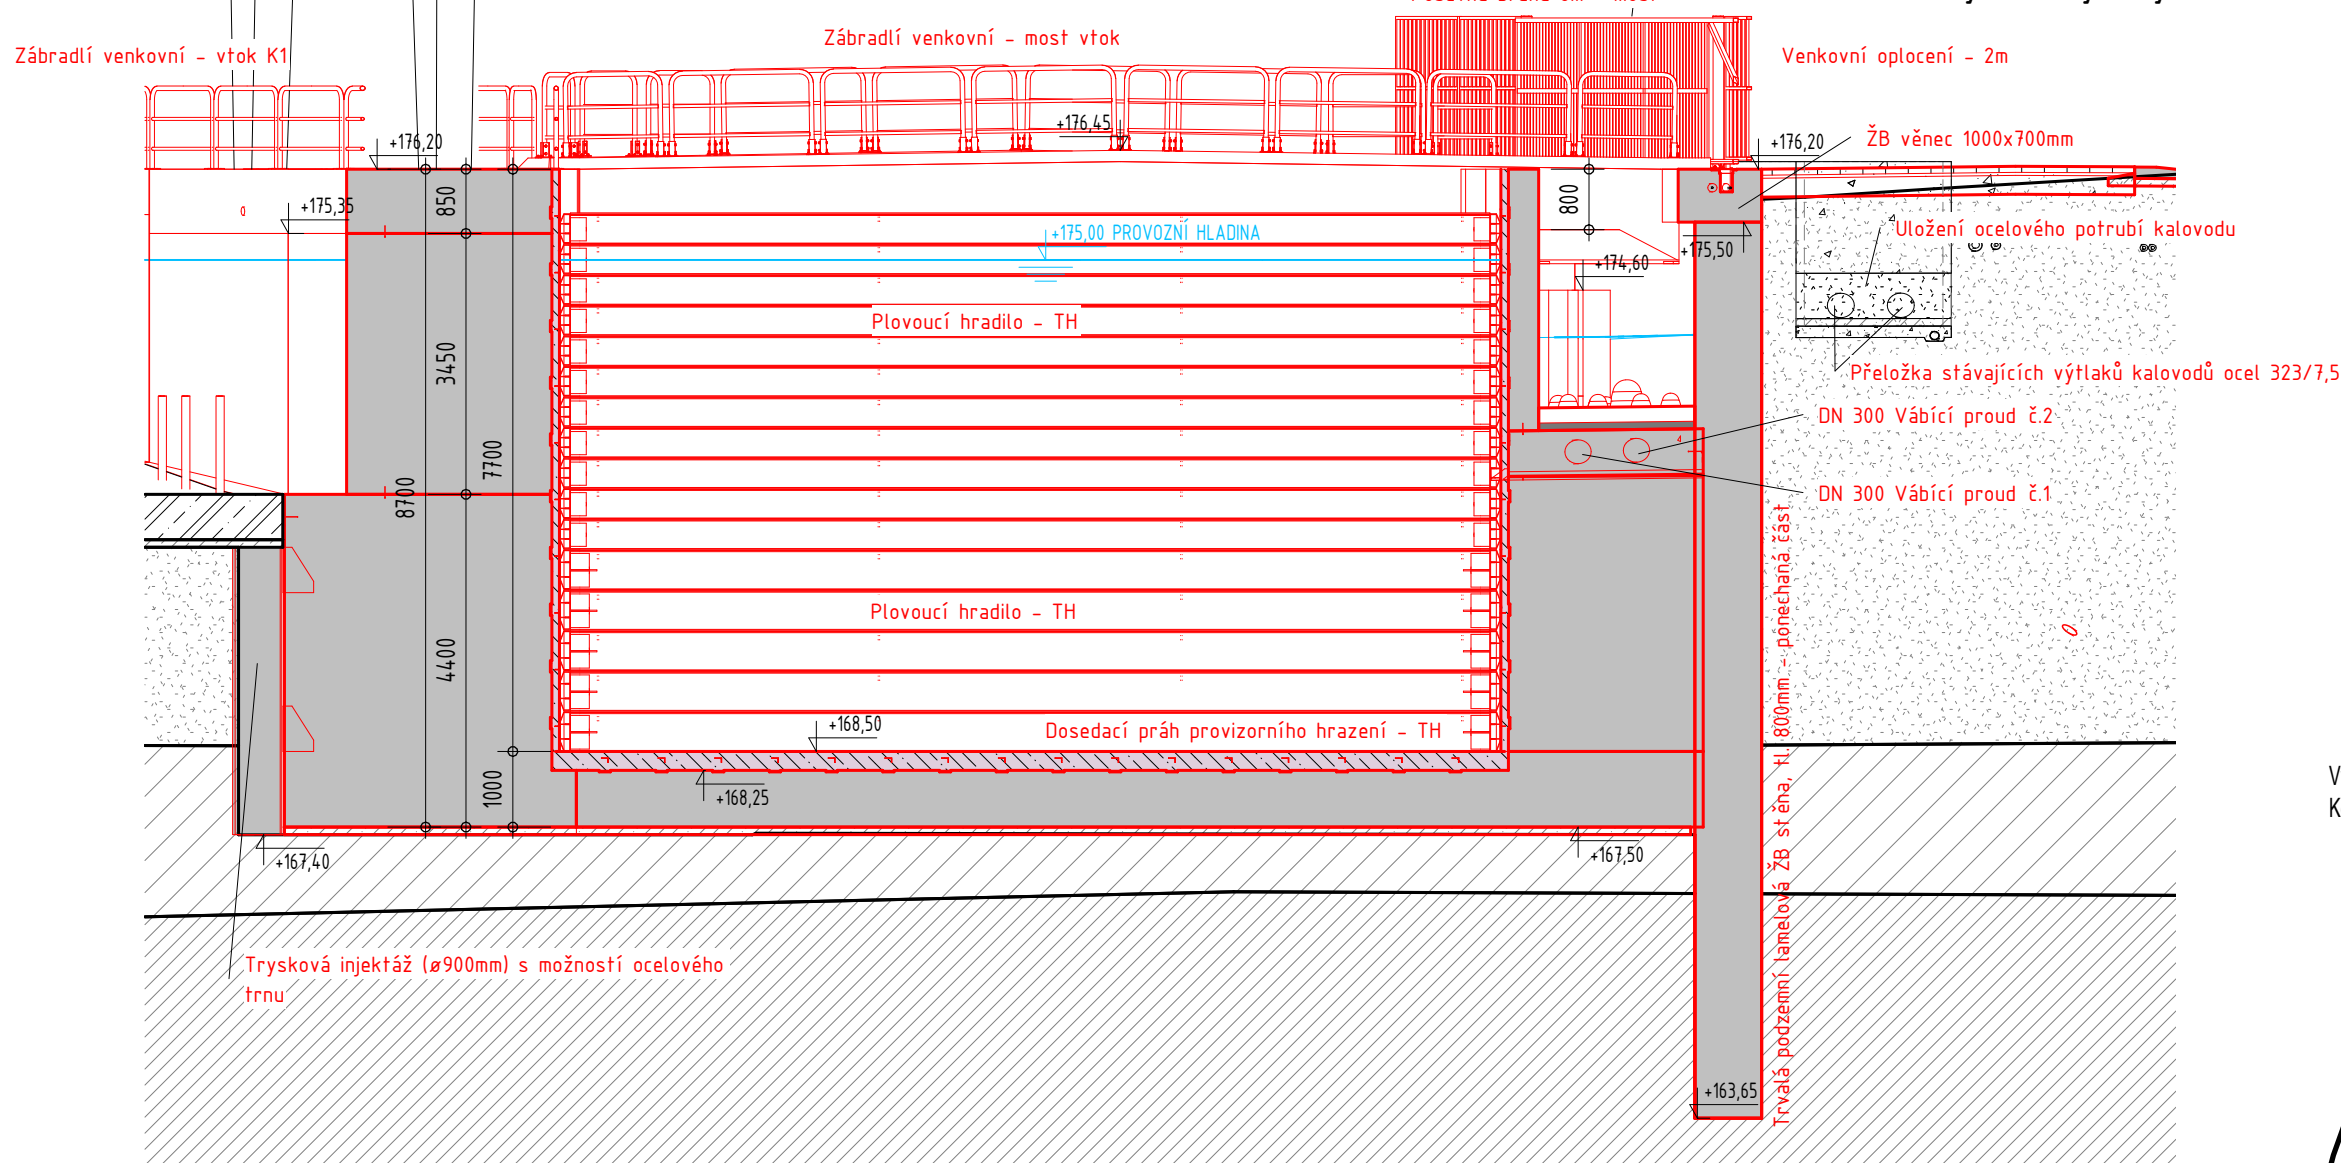 Zábradlí venkovní - vtok K1
Zábradlí venkovní - most vtok
Venkovní oplocení - 2m
+176,20
+176,45
+176,20
ŽB věnec 1000x700mm
850
+175,35
800
+175,00 PROVOZNÍ HLADINA
Uložení ocelového potrubí kalovodu
+175,50
+174,60
Plovoucí hradilo - TH
3450
Přeložka stávajících výtlaků kalovodů ocel 323/7,5
DN 300 Vábící proud č.2
7700
8700
DN 300 Vábící proud č.1
Plovoucí hradilo - TH
4400
+168,50
Dosedací práh provizorního hrazení - TH
1000
+168,25
+167,40
+167,50
Trvalá podzemní lamelová ŽB stěna, tl. 800mm - ponechaná část
Trysková injektáž (ø900mm) s možností ocelového
trnu
+163,65
V
K